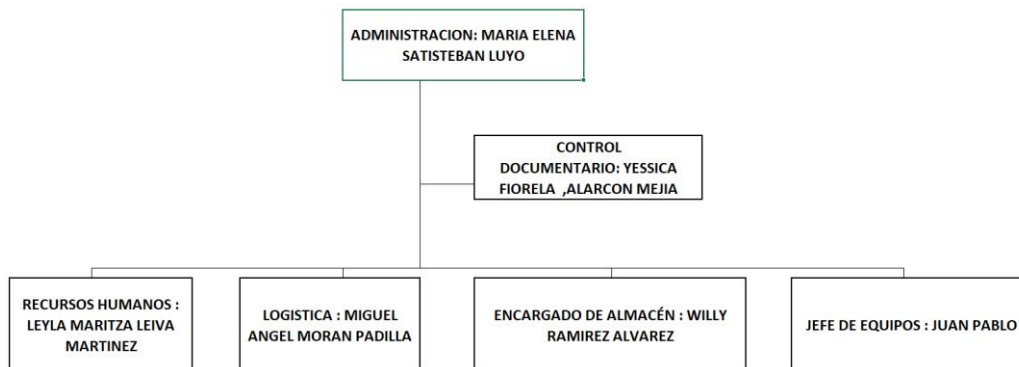 ADMINISTRACION: MARIA ELENA
SATISTEBAN LUYO
CONTROL
DOCUMENTARIO: YESSICA
FIORELA ,ALARCON MEJIA
RECURSOS HUMANOS :
LEYLA MARITZA LEIVA
MARTINEZ
LOGISTICA : MIGUEL
ANGEL MORAN PADILLA
ENCARGADO DE ALMACÉN : WILLY
RAMIREZ ALVAREZ
JEFE DE EQUIPOS : JUAN PABLO